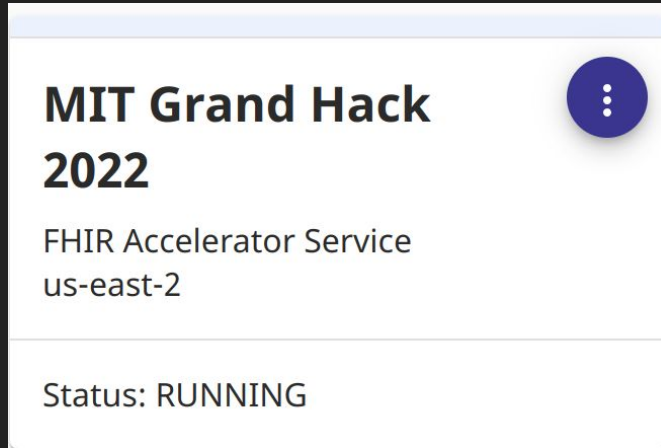 MIT Grand Hack
2022
FHIR Accelerator Service
us-east-2
Status: RUNNING